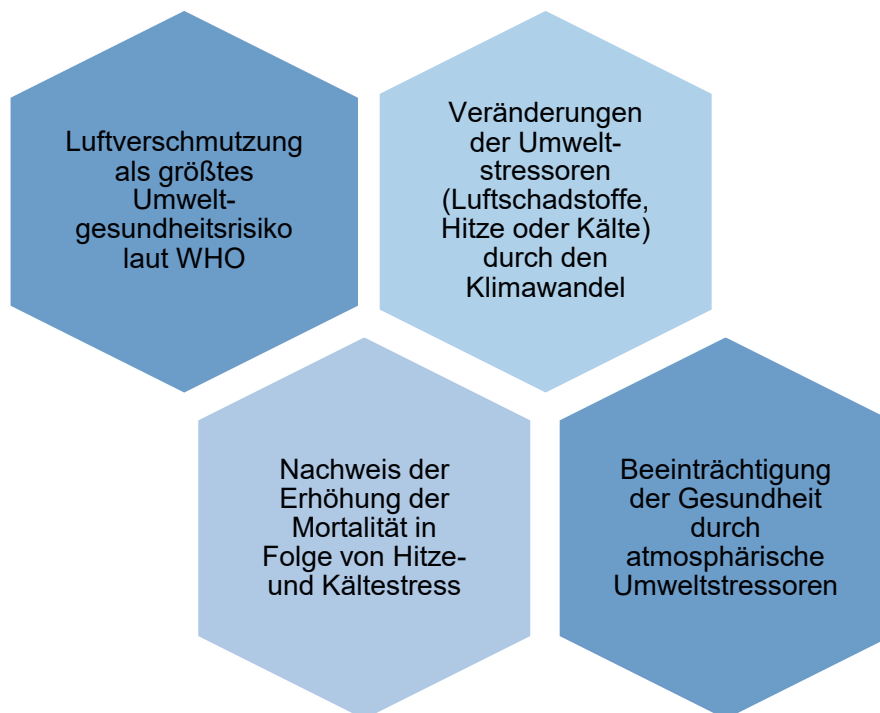 Luftverschmutzung
als größtes
Umwelt-
gesundheitsrisiko
laut WHO
Veränderungen
der Umwelt-
stressoren
(Luftschadstoffe,
Hitze oder Kälte)
durch den
Klimawandel
Nachweis der
Erhöhung der
Mortalität in
Folge von Hitze-
und Kältestress
Beeinträchtigung
der Gesundheit
durch
atmosphärische
Umweltstressoren